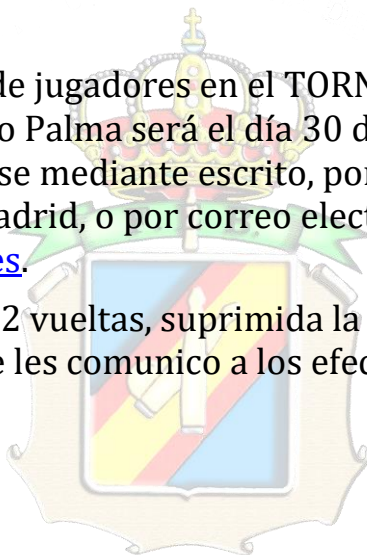 de jugadores en el TORN
o Palma será el día 30 d
se mediante escrito, por
adrid, o por correo elect
es.
2 vueltas, suprimida la
e les comunico a los efec